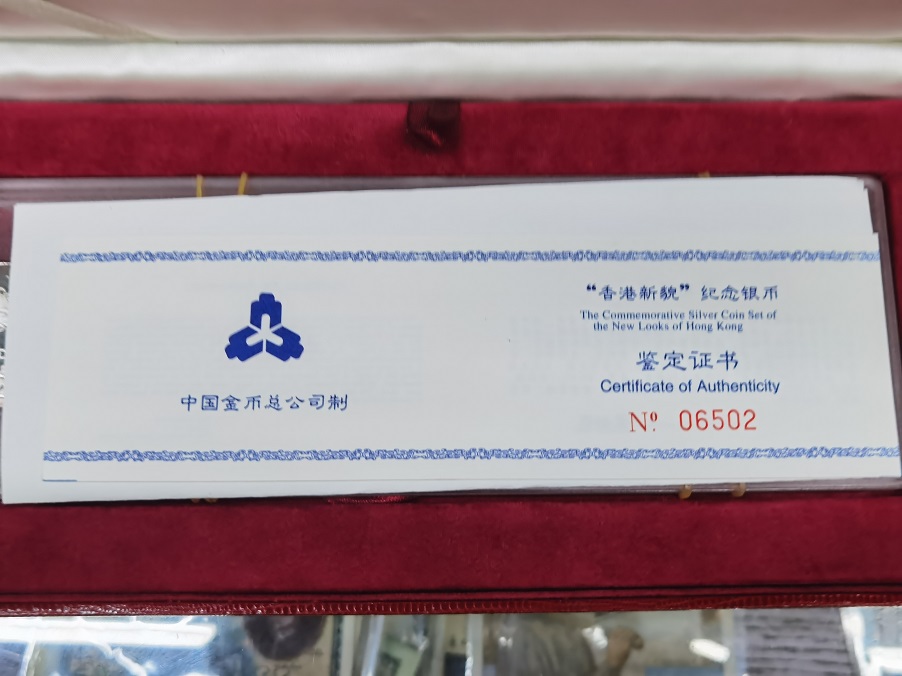 中国金币总公司制
“香港新貌”纪念银币
The Commemorative Silver Coin Set of
the New Looks of Hong Kong
鉴定证书
Certificate of Authenticity
Nº. 06502